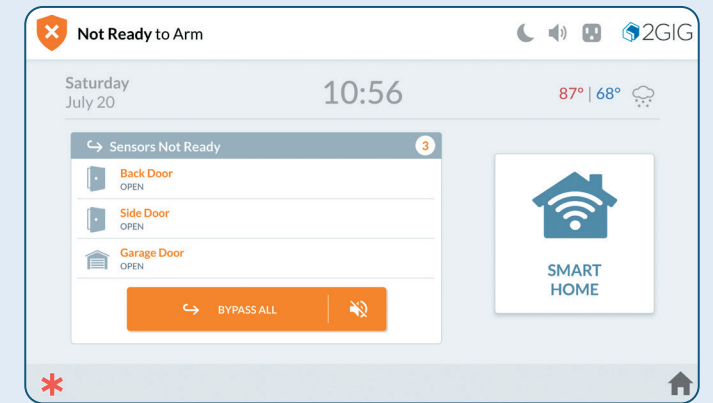 Not Ready to Arm
2GIG
Saturday
July 20
10:56
87° | 68°
Sensors Not Ready
3
Back Door
OPEN
Side Door
OPEN
Garage Door
OPEN
BYPASS ALL
SMART
HOME